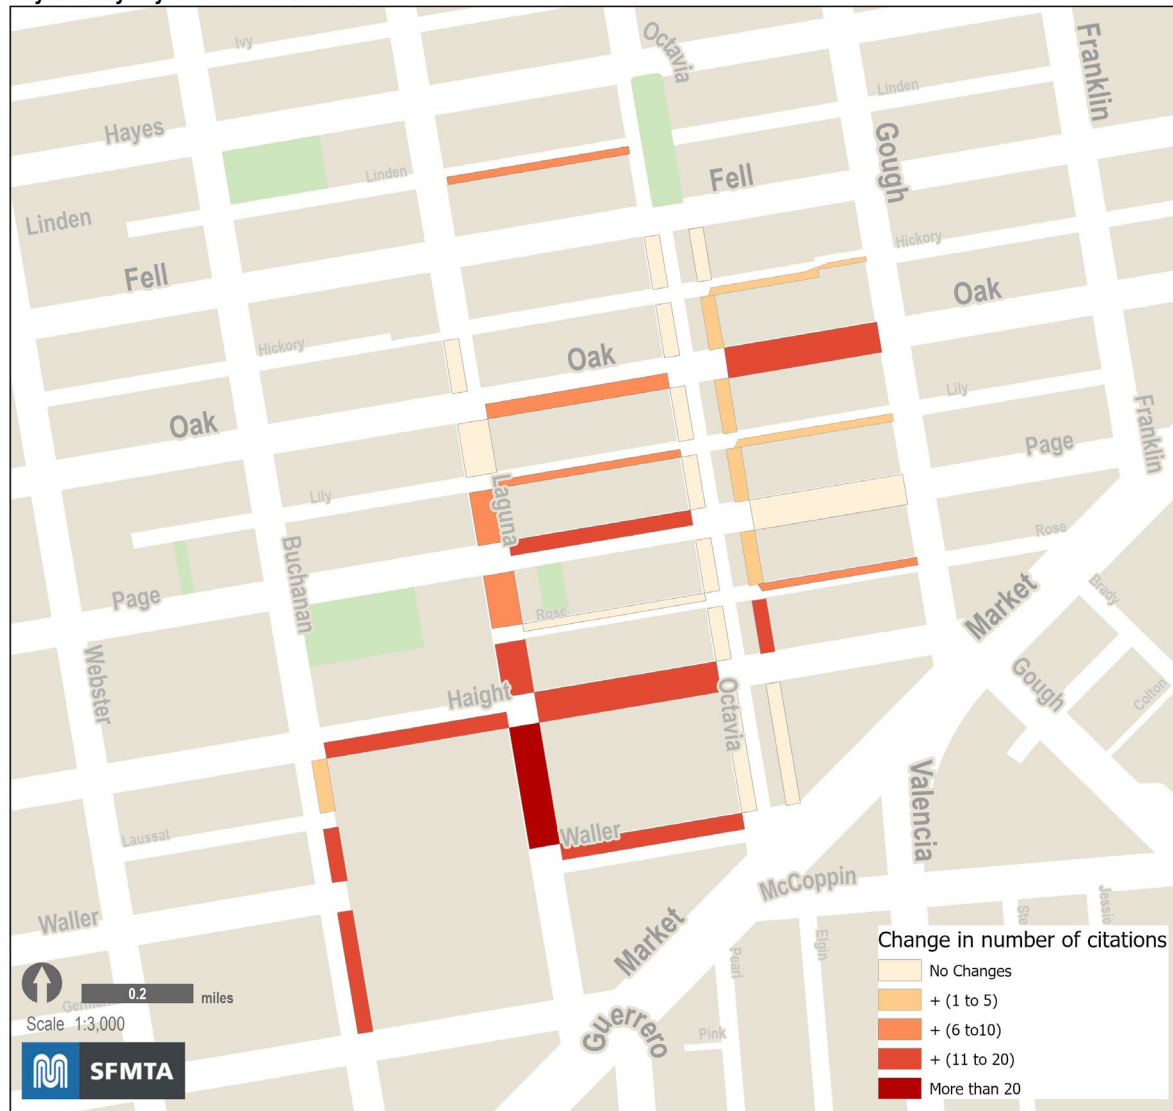 Ivy
Octavia
Franklin
Linden
Hayes
Gough
Linden
Fell
Linden
Hickory
Fell
Oak
Hickory
Oak
Lily
Franklin
Oak
Page
Laguna
Lily
Rose
Buchanan
Market
Brady
Page
Rose
Webster
Gough
Colton
Haight
Octavia
Valencia
Laussat
Waller
McCoppin
Jessie
Waller
Market
Elgin
Pearl
Guerrero
Pink
0.2
miles
Scale 1:3,000
SFMTA
Change in number of citations
No Changes
+ (1 to 5)
+ (6 to10)
+ (11 to 20)
More than 20